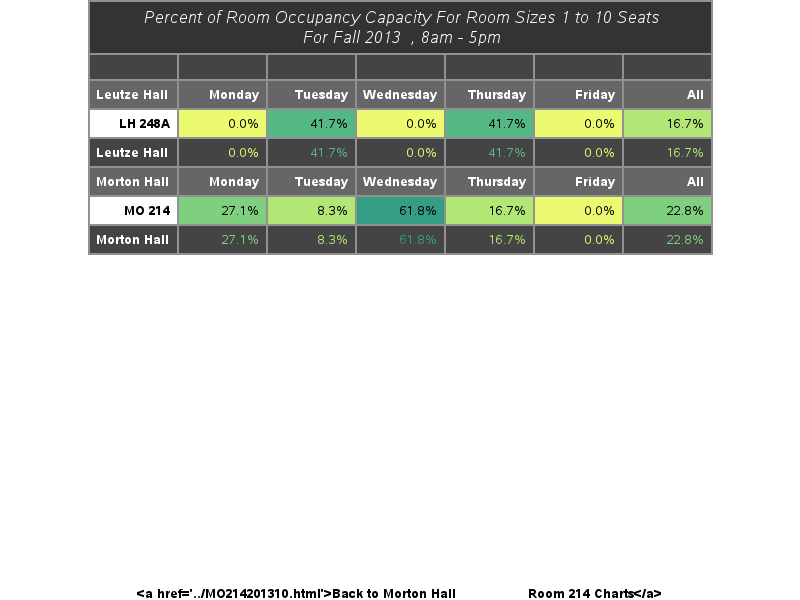 Percent of Room Occupancy Capacity For Room Sizes 1 to 10 Seats
For Fall 2013 , 8am - 5pm
Leutze Hall Monday Tuesday Wednesday Thursday Friday All
LH 248A 0.0% 41.7% 0.0% 41.7% 0.0% 16.7%
Leutze Hall 0.0% 41.7% 0.0% 41.7% 0.0% 16.7%
Morton Hall Monday Tuesday Wednesday Thursday Friday All
MO 214 27.1% 8.3% 61.8% 16.7% 0.0% 22.8%
Morton Hall 27.1% 8.3% 61.8% 16.7% 0.0% 22.8%
<a href='../MO214201310.html'>Back to Morton Hall Room 214 Charts</a>